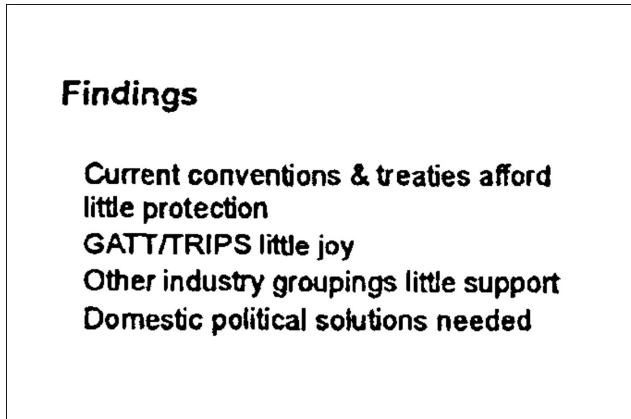 Findings
Current conventions & treaties afford
little protection
GATT/TRIPS little joy
Other industry groupings little support
Domestic political solutions needed